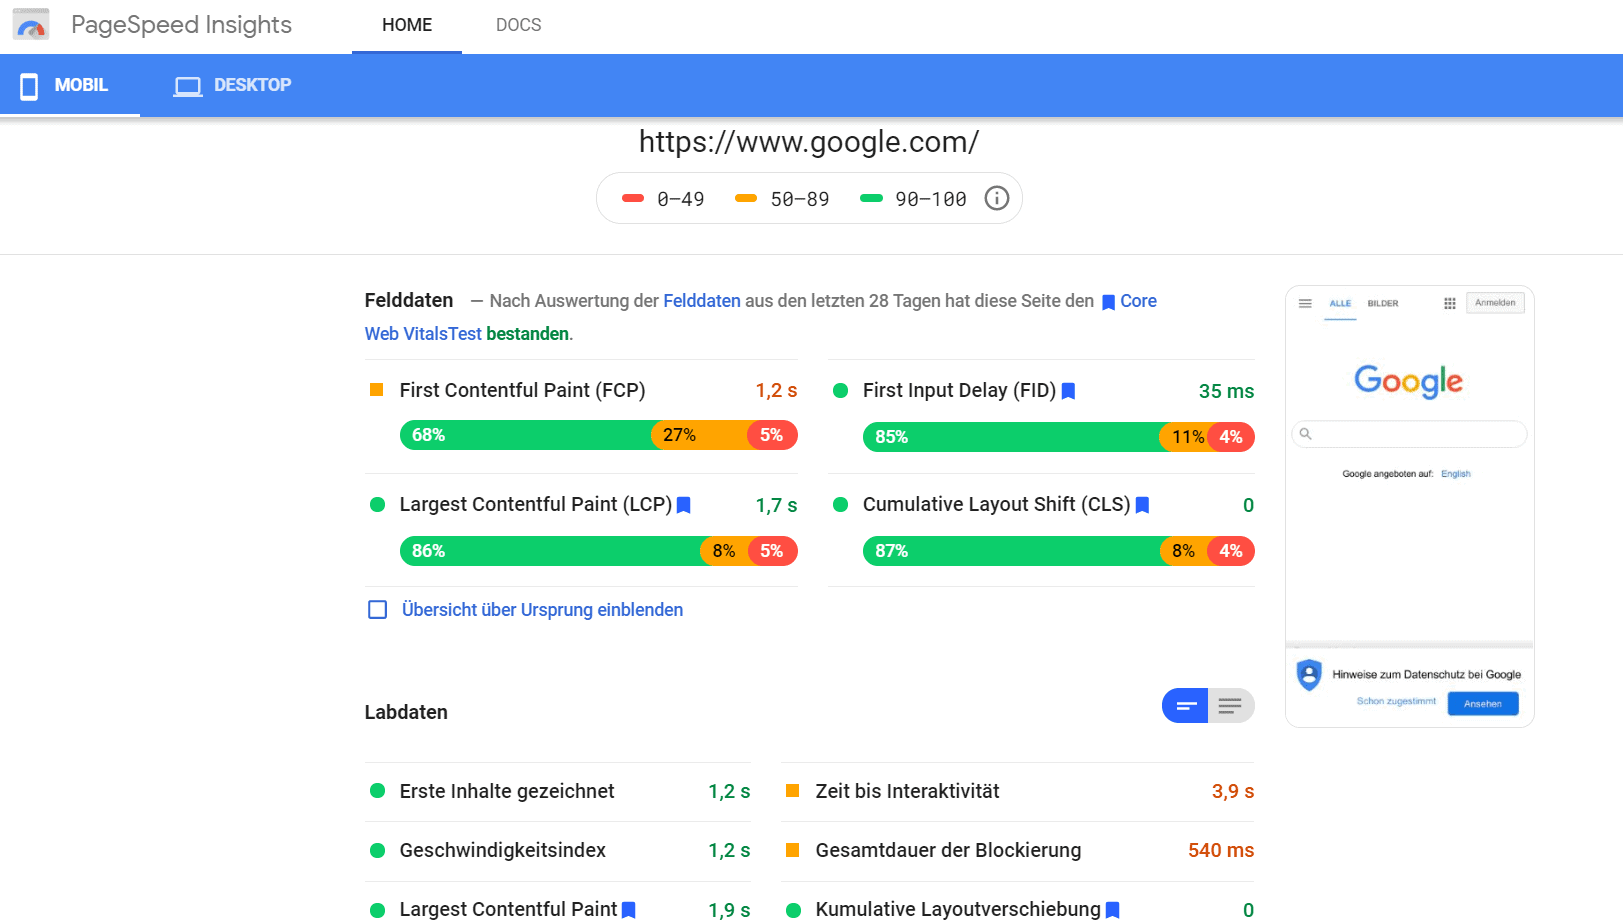 PageSpeed Insights HOME DOCS
MOBIL DESKTOP
https://www.google.com/
0–49 50–89 90–100
Felddaten — Nach Auswertung der Felddaten aus den letzten 28 Tagen hat diese Seite den Core
Web VitalsTest bestanden.
First Contentful Paint (FCP) 1,2 s
68% 27% 5%
First Input Delay (FID) 35 ms
85% 11% 4%
Largest Contentful Paint (LCP) 1,7 s
86% 8% 5%
Cumulative Layout Shift (CLS) 0
87% 8% 4%
Übersicht über Ursprung einblenden
ALLE BILDER Anmelden
Google
Google angeboten auf: English
Hinweise zum Datenschutz bei Google
Schon zugestimmt Ansehen
Labdaten
Erste Inhalte gezeichnet 1,2 s
Zeit bis Interaktivität 3,9 s
Geschwindigkeitsindex 1,2 s
Gesamtdauer der Blockierung 540 ms
Largest Contentful Paint 1,9 s
Kumulative Layoutverschiebung 0